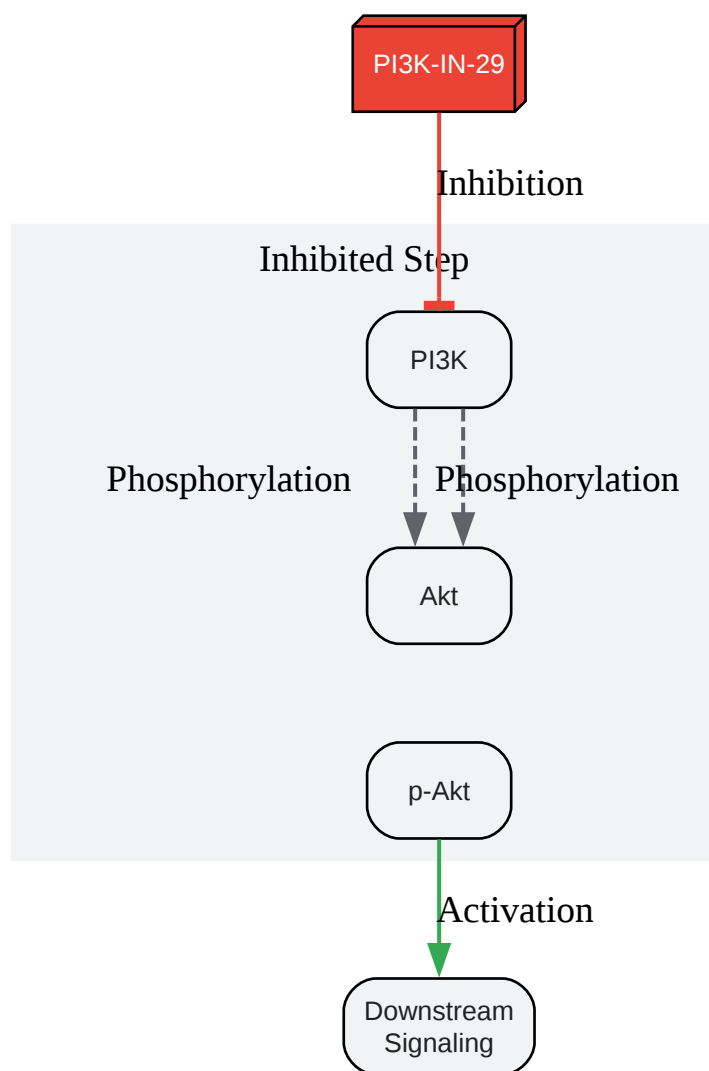 PI3K-IN-29
Inhibition
Inhibited Step
PI3K
Phosphorylation
Phosphorylation
Akt
p-Akt
Activation
Downstream
Signaling